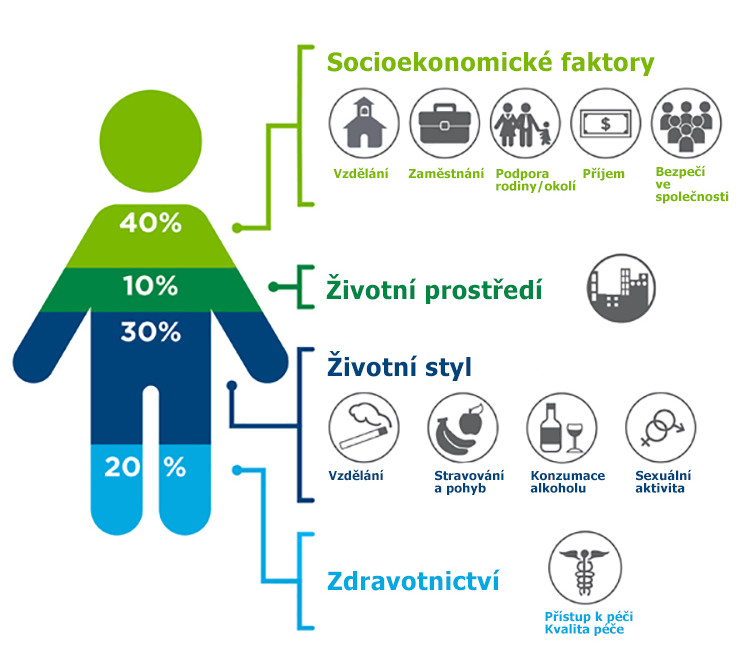 Socioekonomické faktory
Vzdělání
Zaměstnání
Podpora
rodiny/okolí
Příjem
Bezpečí
ve
společnosti
40%
10%
Životní prostředí
30%
Životní styl
Vzdělání
Stravování
a pohyb
Konzumace
alkoholu
Sexuální
aktivita
20 %
Zdravotnictví
Přístup k péči
Kvalita péče
$